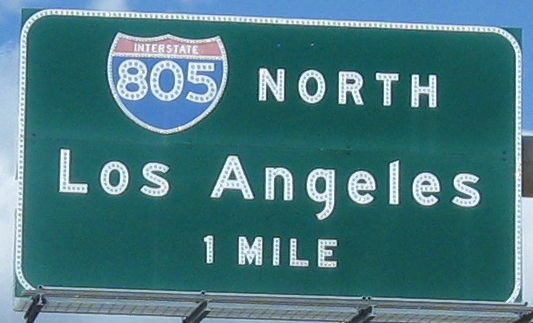 INTERSTATE
805 NORTH
Los Angeles
1 MILE